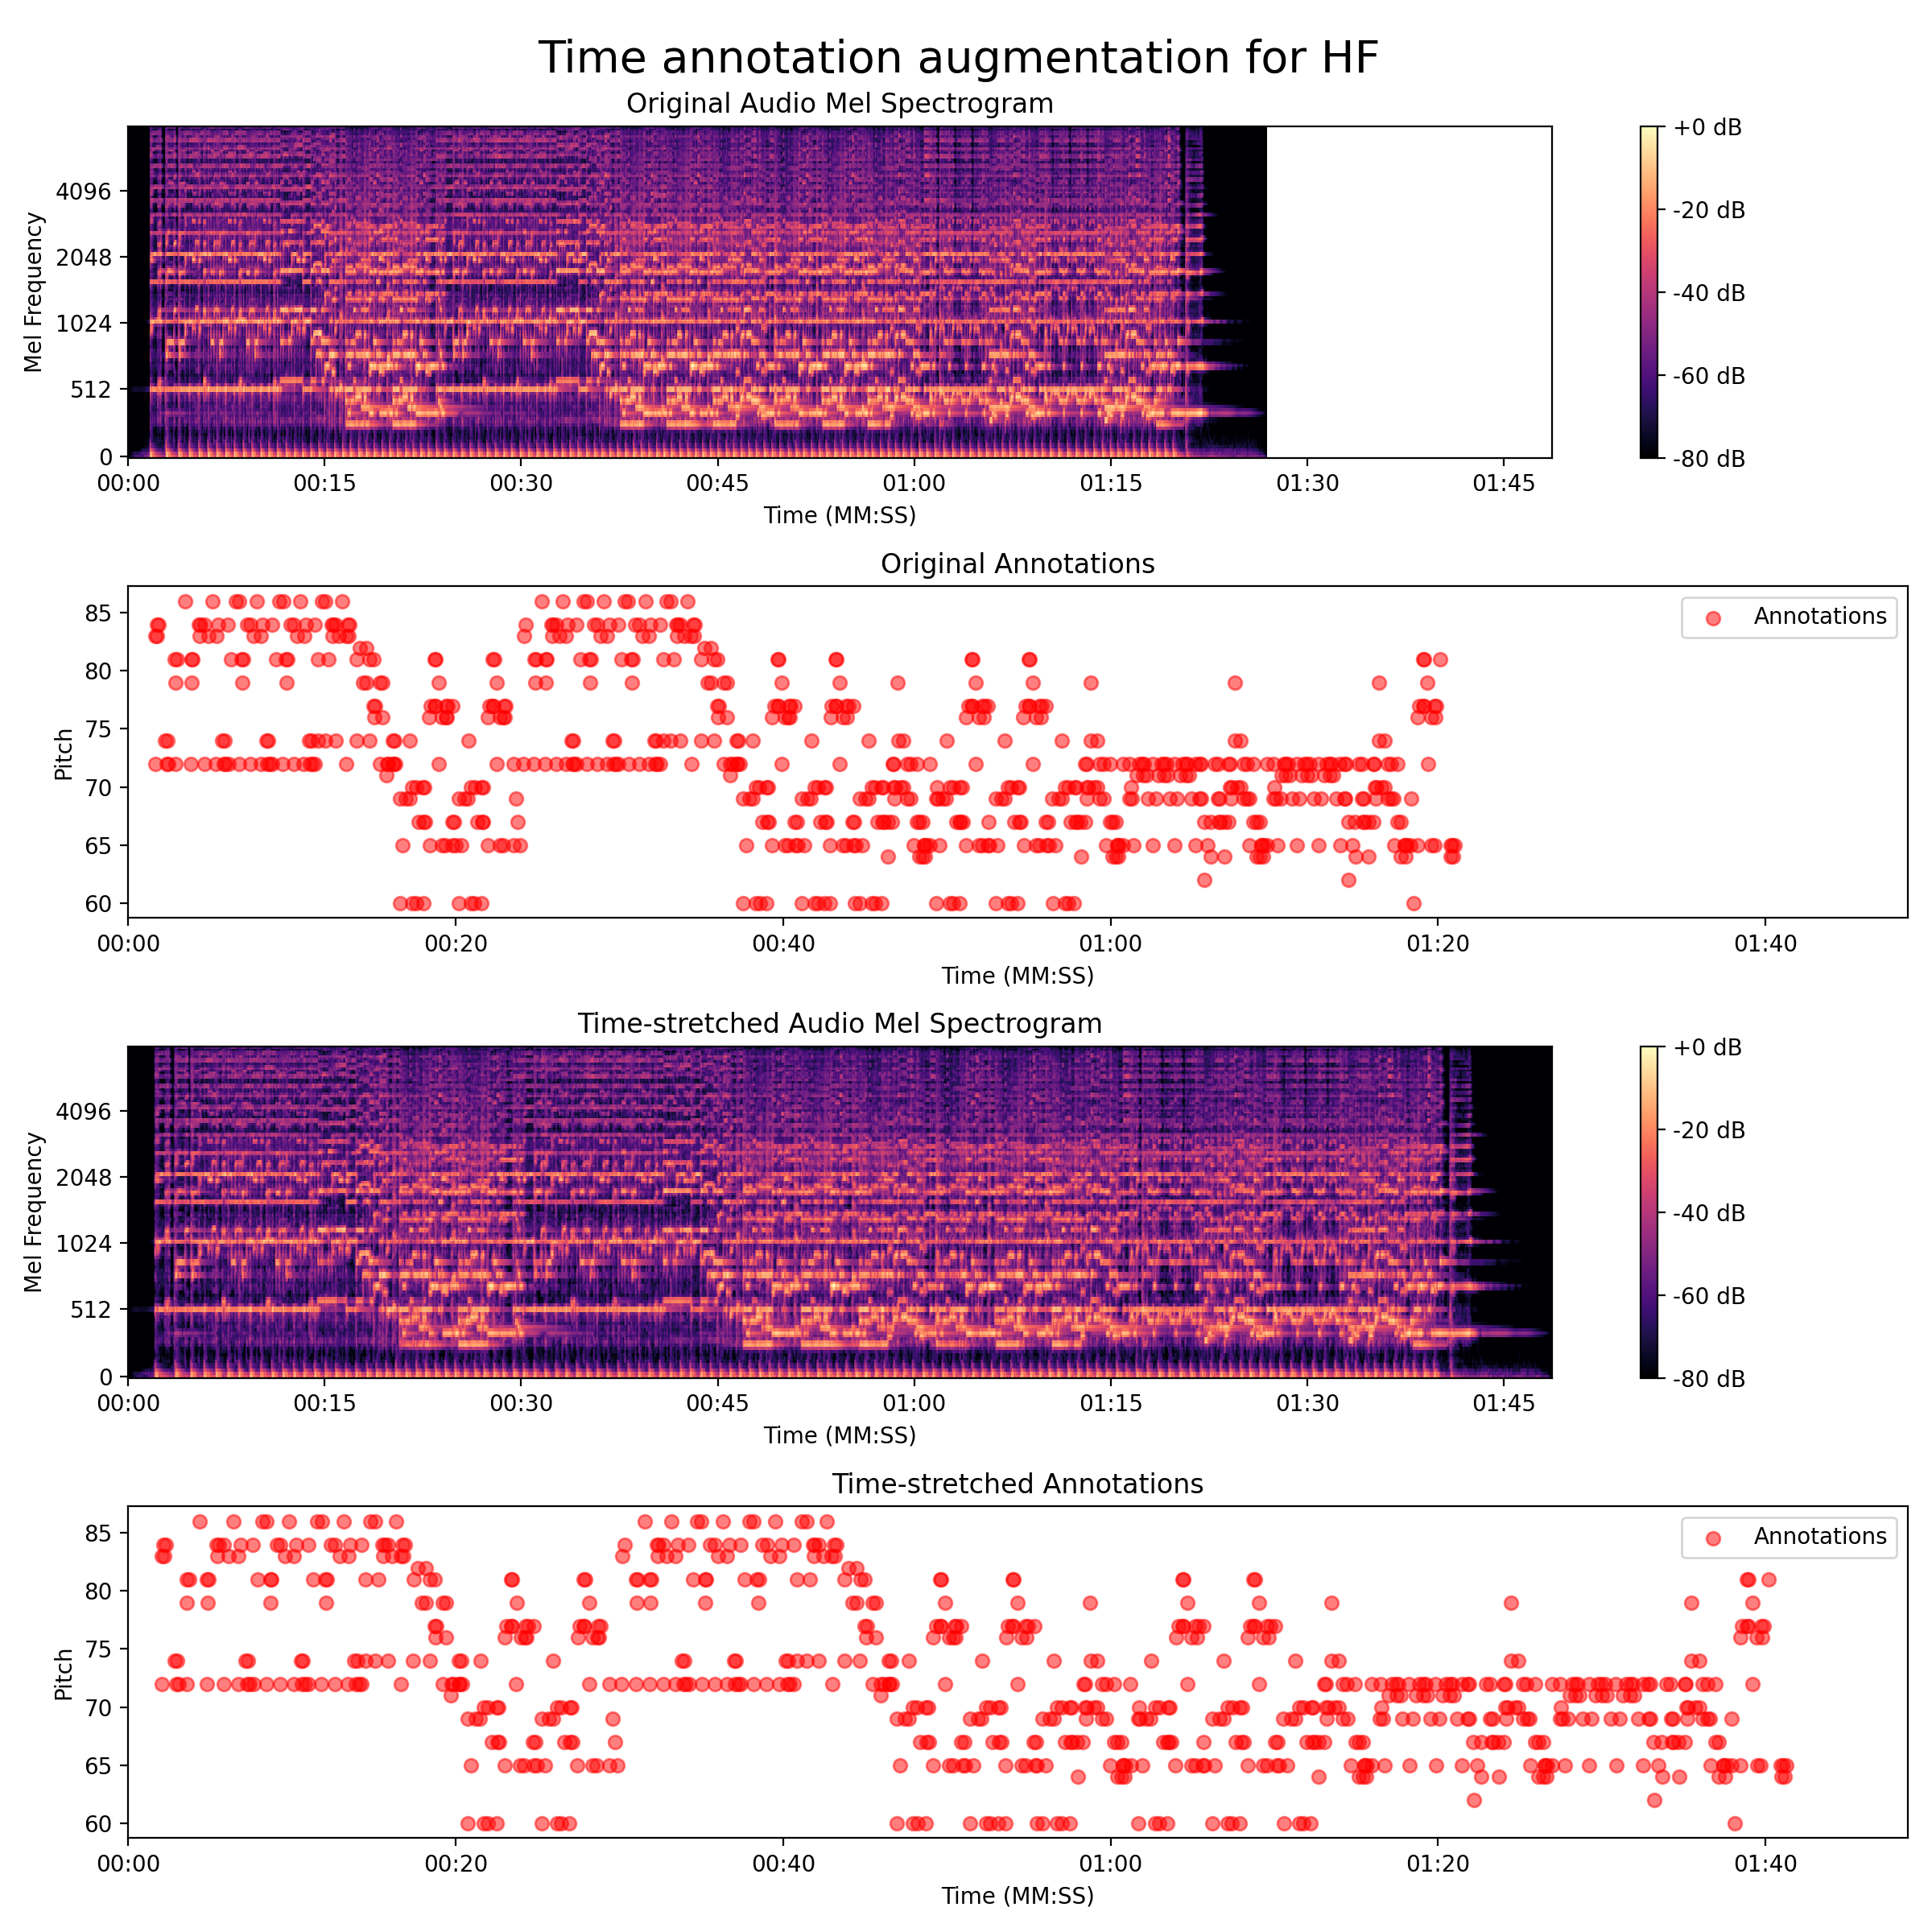 Time annotation augmentation for HF
Original Audio Mel Spectrogram
Mel Frequency
4096
2048
1024
512
0
00:00 00:15 00:30 00:45 01:00 01:15 01:30 01:45
Time (MM:SS)
+0 dB
-20 dB
-40 dB
-60 dB
-80 dB
Original Annotations
Pitch
85
80
75
70
65
60
Annotations
00:00 00:20 00:40 01:00 01:20 01:40
Time (MM:SS)
Time-stretched Audio Mel Spectrogram
Mel Frequency
4096
2048
1024
512
0
00:00 00:15 00:30 00:45 01:00 01:15 01:30 01:45
Time (MM:SS)
+0 dB
-20 dB
-40 dB
-60 dB
-80 dB
Time-stretched Annotations
Pitch
85
80
75
70
65
60
Annotations
00:00 00:20 00:40 01:00 01:20 01:40
Time (MM:SS)